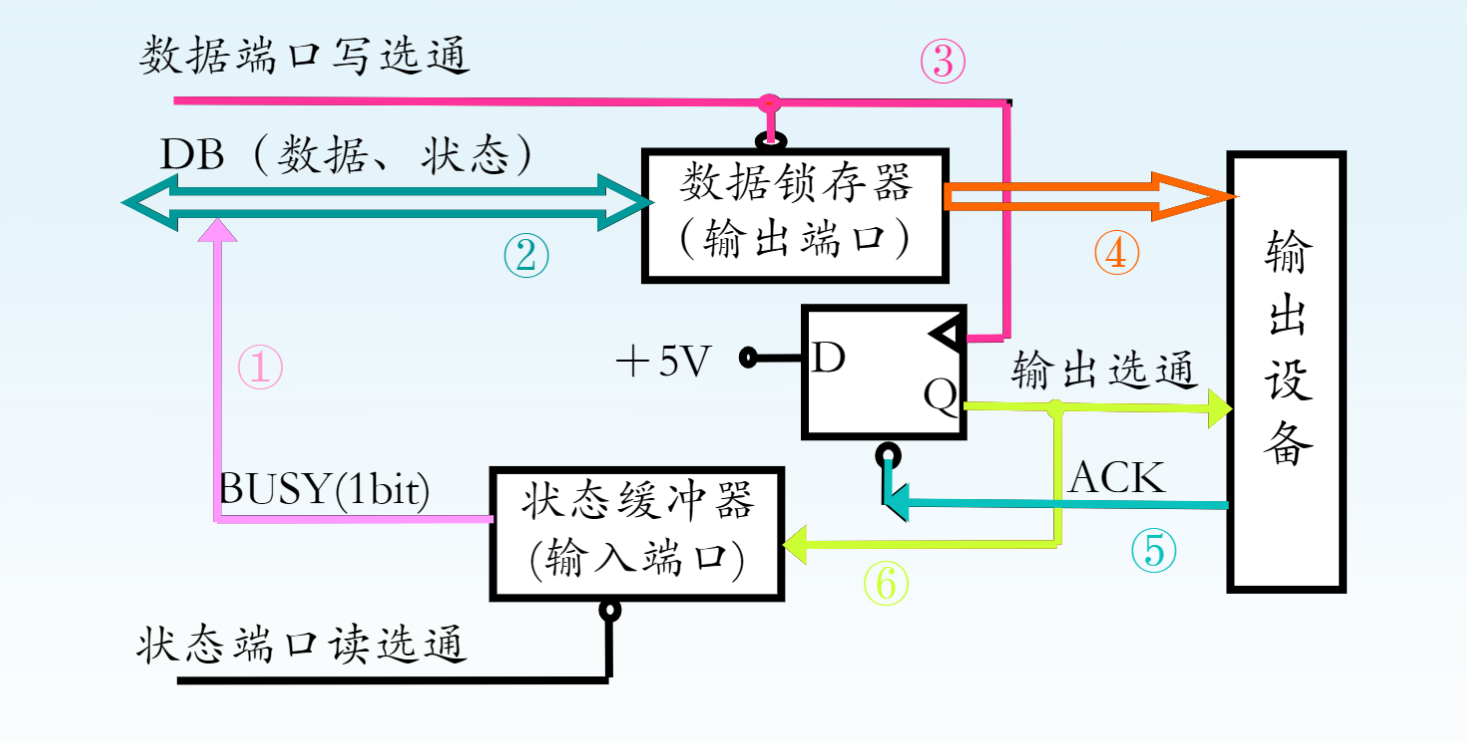 数据端口写选通
③
DB（数据、状态）
数据锁存器
（输出端口）
②
④
输出设备
①
＋5V
D
Q
输出选通
BUSY(1bit)
状态缓冲器
(输入端口)
ACK
⑤
⑥
状态端口读选通